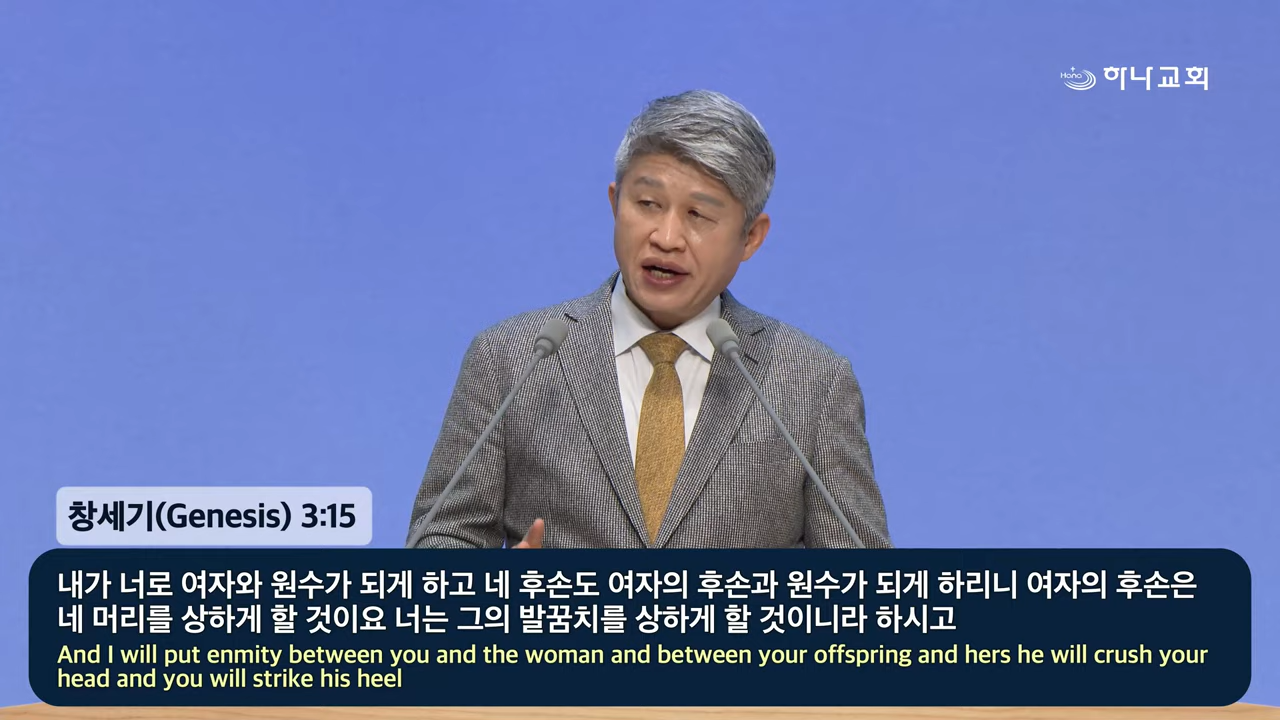 Hana 하나교회
창세기(Genesis) 3:15
내가 너로 여자와 원수가 되게 하고 네 후손도 여자의 후손과 원수가 되게 하리니 여자의 후손은
네 머리를 상하게 할 것이요 너는 그의 발꿈치를 상하게 할 것이니라 하시고
And I will put enmity between you and the woman and between your offspring and hers he will crush your
head and you will strike his heel